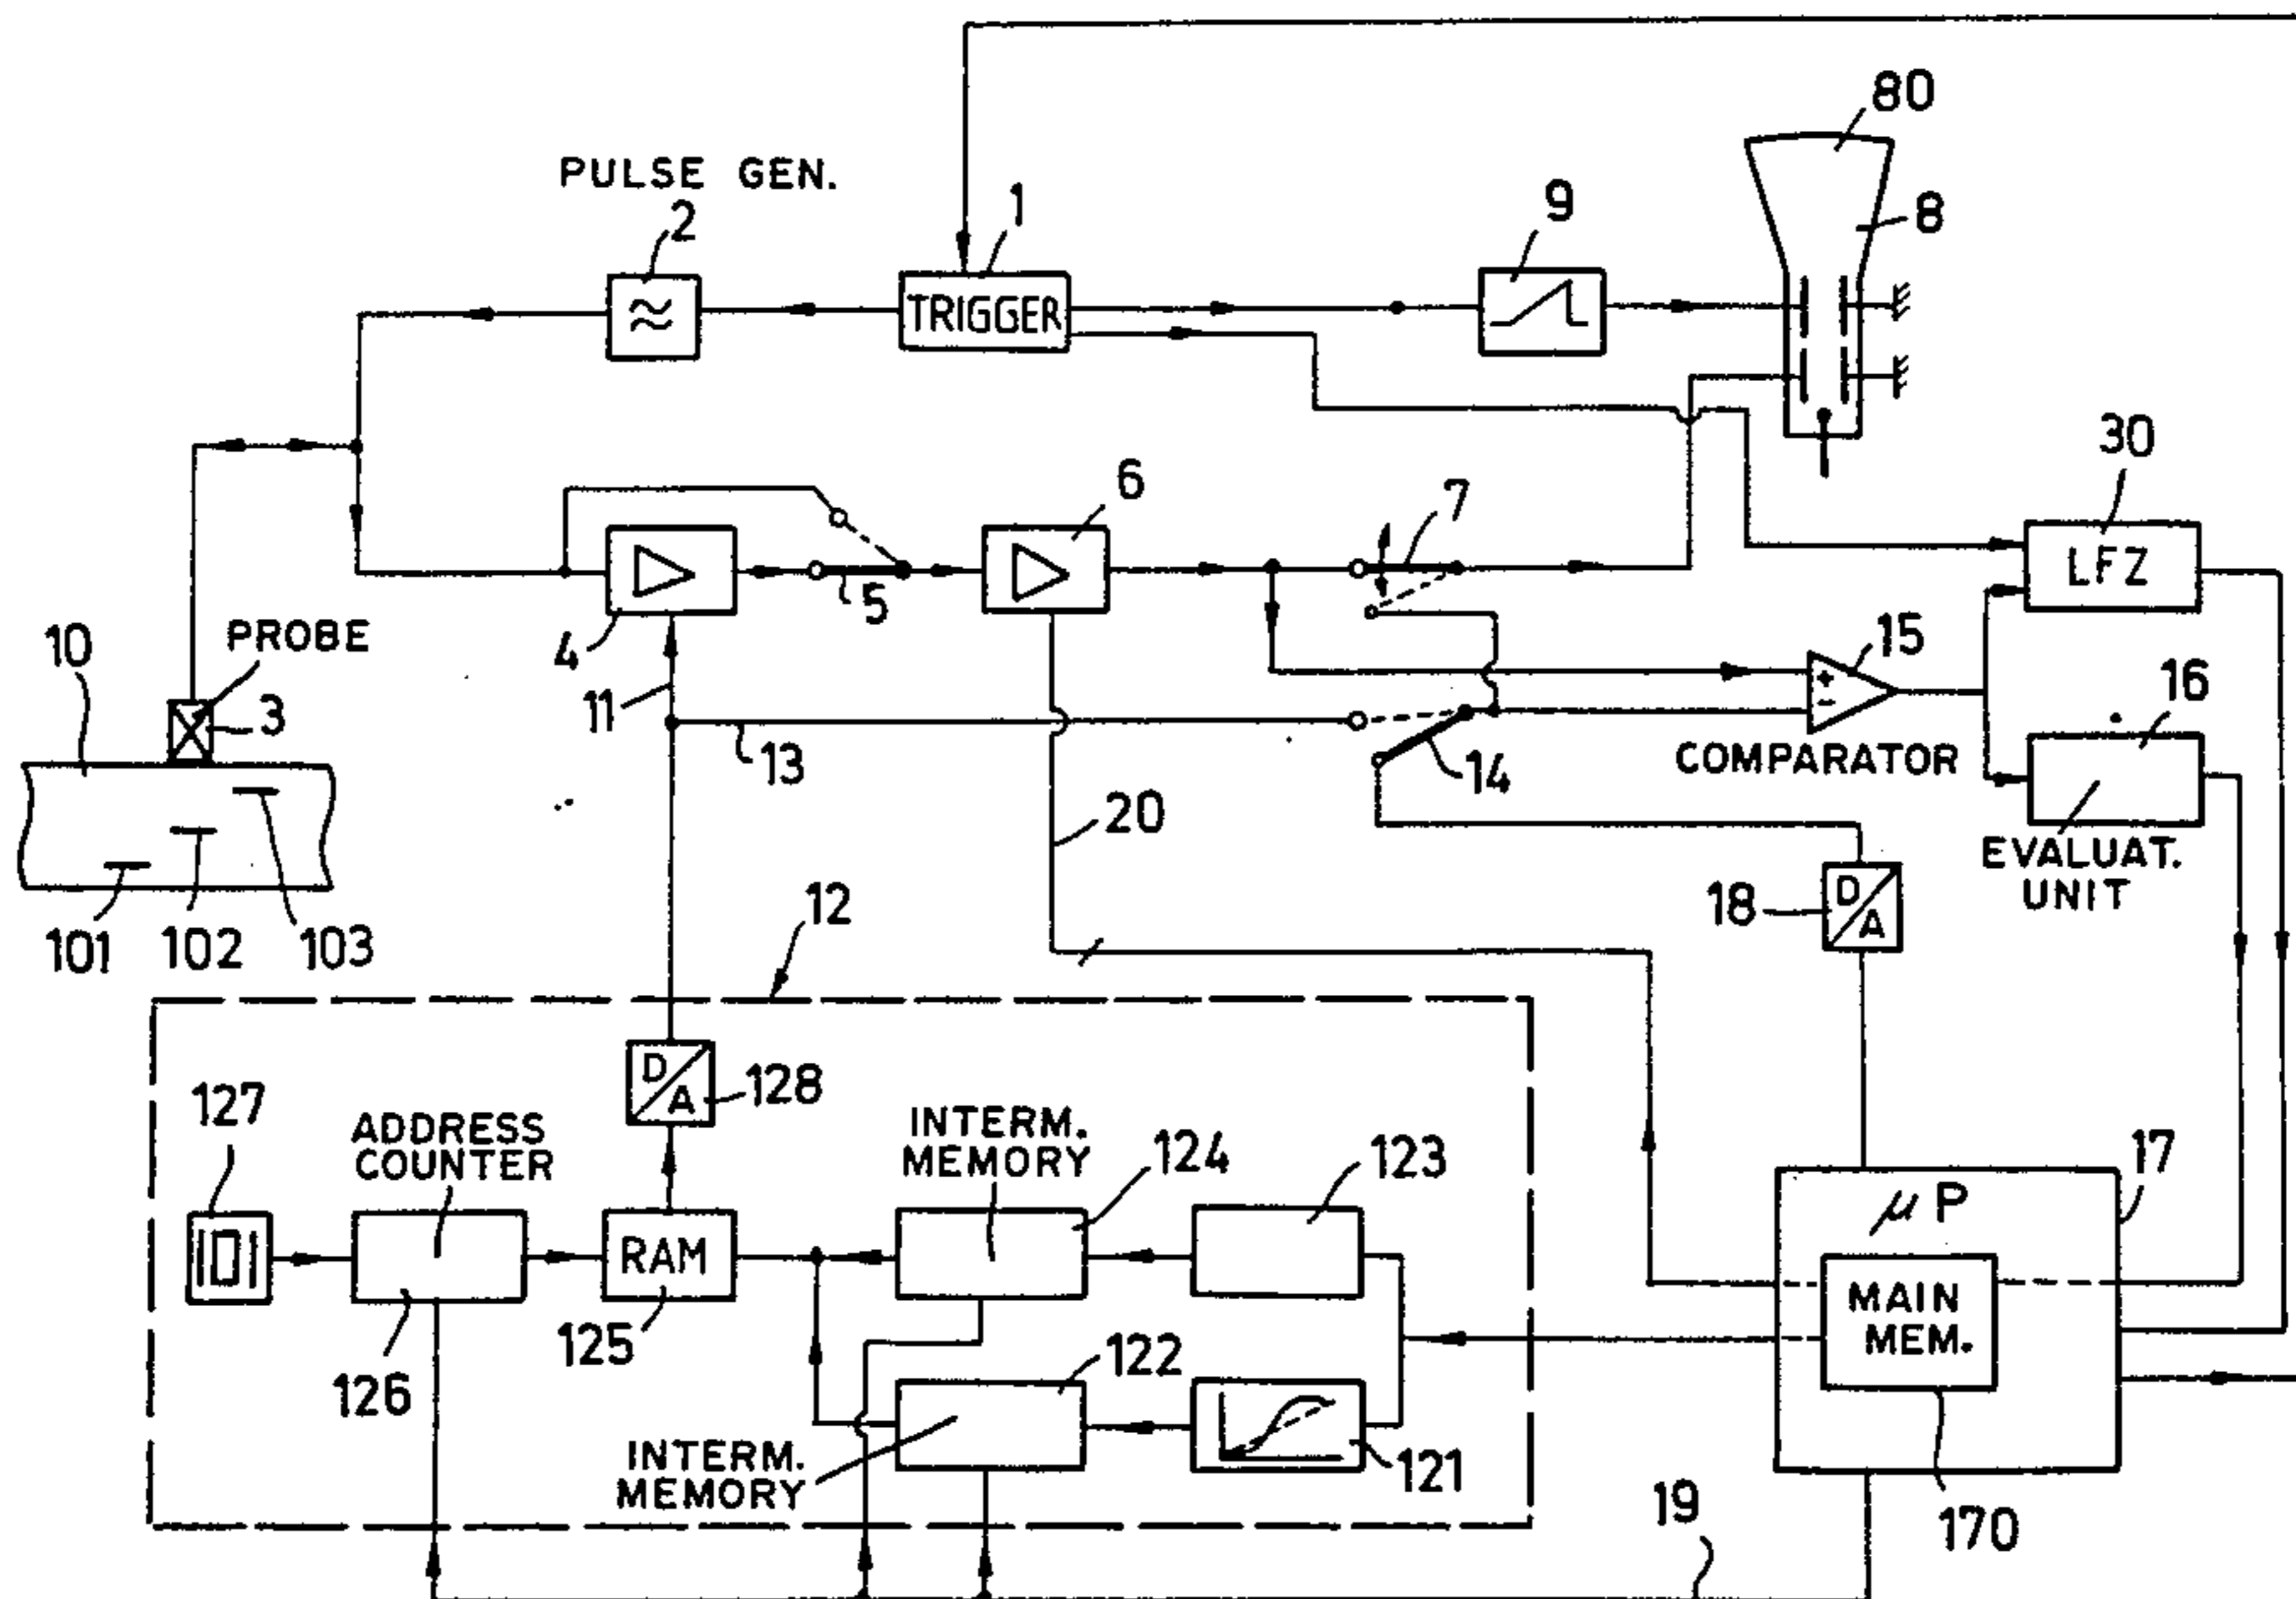 80
PULSE GEN.
2
1
9
8
TRIGGER
≈
30
LFZ
6
7
5
4
15
+
-
COMPARATOR
16
EVALUAT.
UNIT
10
PROBE
3
11
13
14
20
18
D/A
101
102
103
12
D/A
128
127
ADDRESS
COUNTER
INTERM.
MEMORY
124
123
17
μP
RAM
MAIN
MEM.
125
126
122
121
INTERM.
MEMORY
19
170